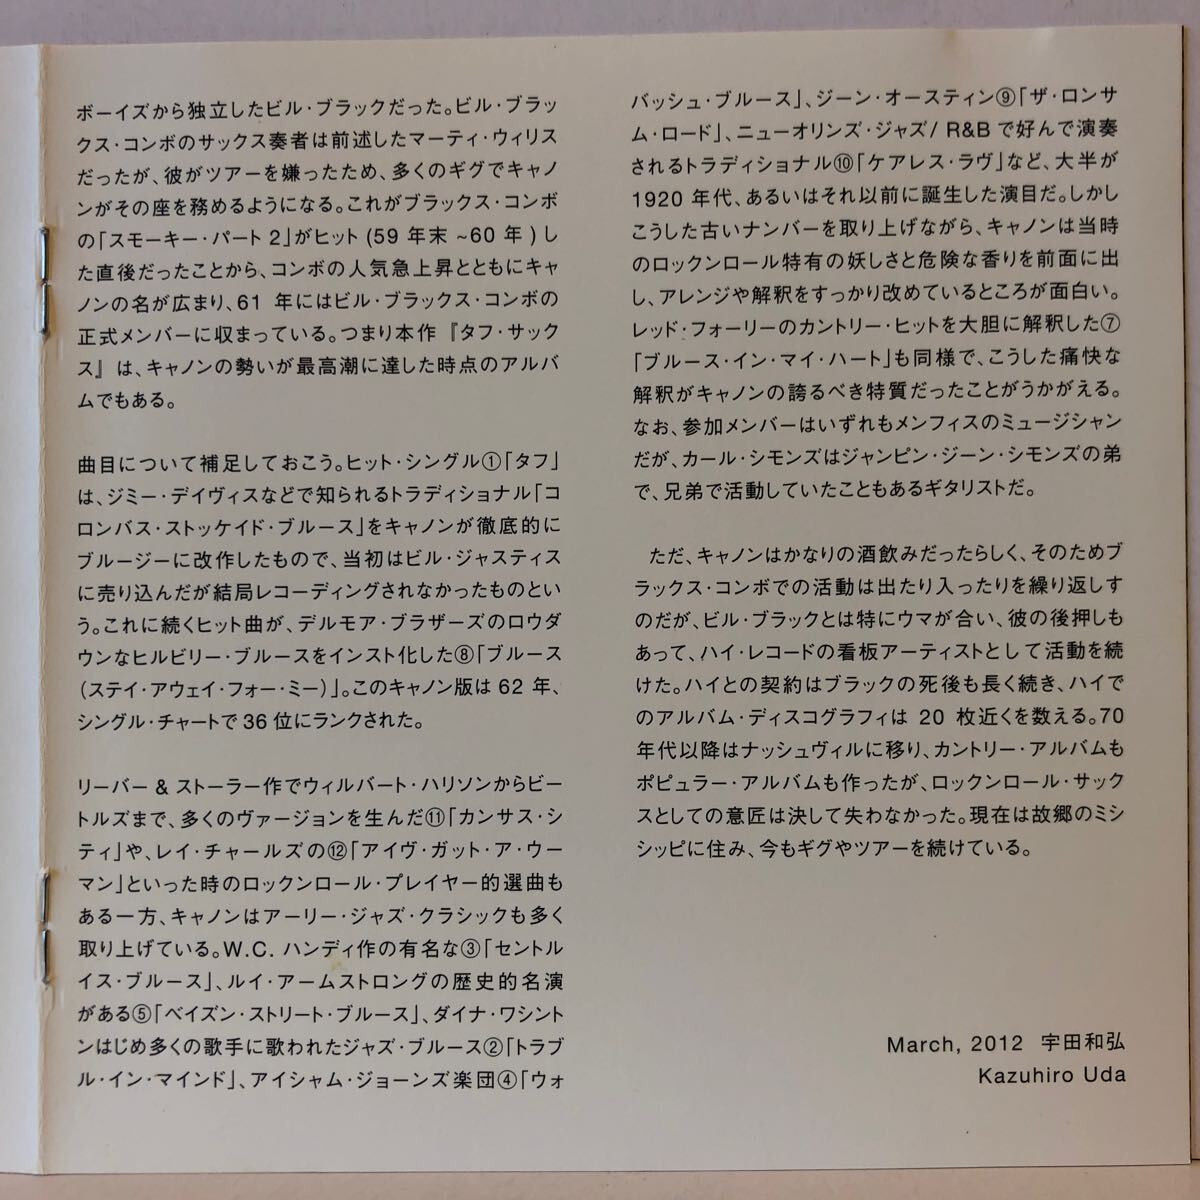 ボーイズから独立したビル・ブラックだった。ビル・ブラッ
クス・コンボのサックス奏者は前述したマーティ・ウィリス
だったが、彼がツアーを嫌ったため、多くのギグでキャノ
ンがその座を務めるようになる。これがブラックス・コンボ
の「スモーキー・パート2」がヒット(59年末~60年)し
た直後だったことから、コンボの人気急上昇とともにキャ
ノンの名が広まり、61年にはビル・ブラックス・コンボの
正式メンバーに収まっている。つまり本作『タフ・サック
ス』は、キャノンの勢いが最高潮に達した時点のアルバ
ムでもある。
曲目について補足しておこう。ヒット・シングル①「タフ」
は、ジミー・デイヴィスなどで知られるトラディショナル「コ
ロンバス・ストッケイド・ブルース」をキャノンが徹底的に
ブルージーに改作したもので、当初はビル・ジャスティス
に売り込んだが結局レコーディングされなかったものとい
う。これに続くヒット曲が、デルモア・ブラザーズのロウダ
ウンなヒルビリー・ブルースをインスト化した⑧「ブルース
(ステイ・アウェイ・フォー・ミー)」。このキャノン版は62年、
シングル・チャートで36位にランクされた。
リーバー&ストーラー作でウィルバート・ハリソンからビー
トルズまで、多くのヴァージョンを生んだ⑪「カンサス・シ
ティ」や、レイ・チャールズの⑫「アイヴ・ガット・ア・ウー
マン」といった時のロックンロール・プレイヤー的選曲も
ある一方、キャノンはアーリー・ジャズ・クラシックも多く
取り上げている。W.C.ハンディ作の有名な③「セントル
イス・ブルース」、ルイ・アームストロングの歴史的名演
がある⑤「ベイズン・ストリート・ブルース」、ダイナ・ワシント
ンはじめ多くの歌手に歌われたジャズ・ブルース②「トラブ
ル・イン・マインド」、アイシャム・ジョーンズ楽団④「ウォ
バッシュ・ブルース」、ジーン・オースティン⑨「ザ・ロンサ
ム・ロード」、ニューオリンズ・ジャズ/R&Bで好んで演奏
されるトラディショナル⑩「ケアレス・ラヴ」など、大半が
1920年代、あるいはそれ以前に誕生した演目だ。しかし
こうした古いナンバーを取り上げながら、キャノンは当時
のロックンロール特有の妖しさと危険な香りを前面に出
し、アレンジや解釈をすっかり改めているところが面白い。
レッド・フォーリーのカントリー・ヒットを大胆に解釈した⑦
「ブルース・イン・マイ・ハート」も同様で、こうした痛快な
解釈がキャノンの誇るべき特質だったことがうかがえる。
なお、参加メンバーはいずれもメンフィスのミュージシャン
だが、カール・シモンズはジャンピン・ジーン・シモンズの弟
で、兄弟で活動していたこともあるギタリストだ。
ただ、キャノンはかなりの酒飲みだったらしく、そのためブ
ラックス・コンボでの活動は出たり入ったりを繰り返しす
のだが、ビル・ブラックとは特にウマが合い、彼の後押しも
あって、ハイ・レコードの看板アーティストとして活動を続
けた。ハイとの契約はブラックの死後も長く続き、ハイで
のアルバム・ディスコグラフィは20枚近くを数える。70
年代以降はナッシュヴィルに移り、カントリー・アルバムも
ポピュラー・アルバムも作ったが、ロックンロール・サック
スとしての意匠は決して失わなかった。現在は故郷のミシ
シッピに住み、今もギグやツアーを続けている。
March, 2012 宇田和弘
Kazuhiro Uda